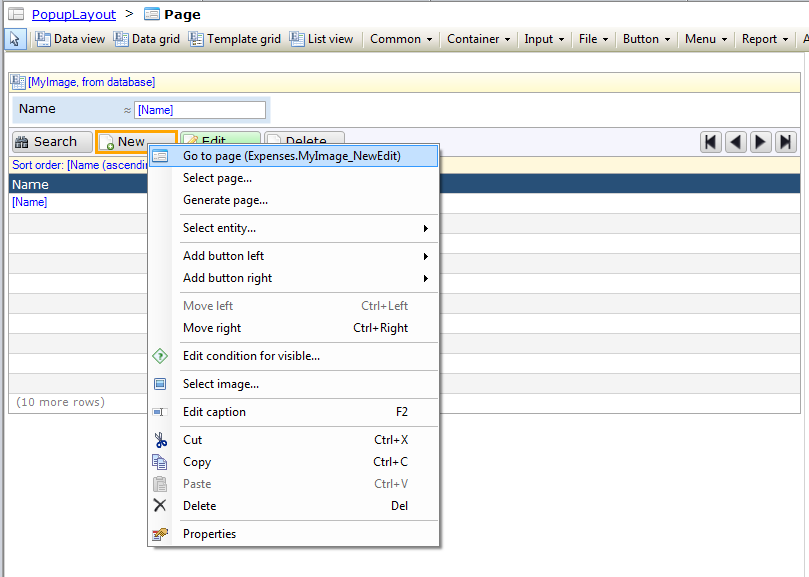 PopupLayout > Page
Data view Data grid Template grid List view Common Container Input File Button Menu Report
[MyImage, from database]
Name ≈ [Name]
Search New Edit Delete
Sort order: [Name (ascendin
Name
[Name]
(10 more rows)
Go to page (Expenses.MyImage_NewEdit)
Select page...
Generate page...
Select entity...
Add button left
Add button right
Move left Ctrl+Left
Move right Ctrl+Right
Edit condition for visible...
Select image...
Edit caption F2
Cut Ctrl+X
Copy Ctrl+C
Paste Ctrl+V
Delete Del
Properties